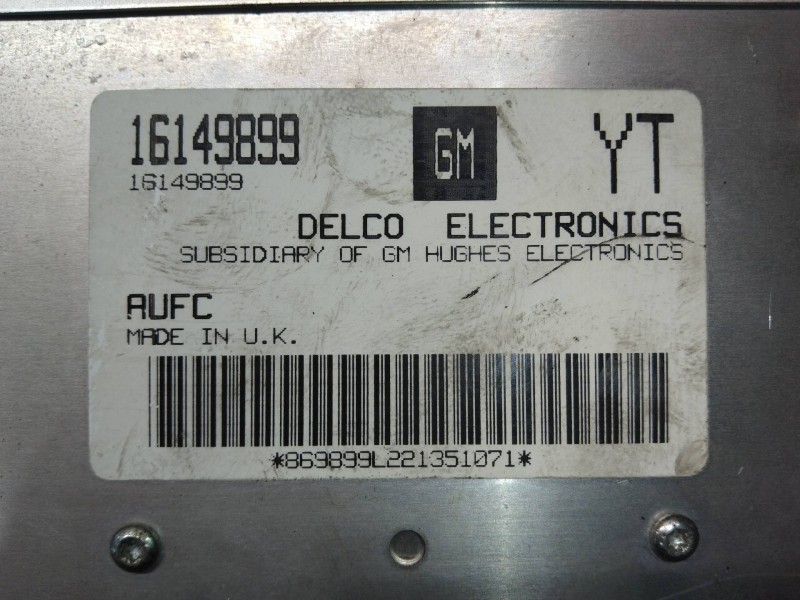 16149899
16149899
GM
YT
DELCO ELECTRONICS
SUBSIDIARY OF GM HUGHES ELECTRONICS
AUFC
MADE IN U.K.
*869899L221351071*